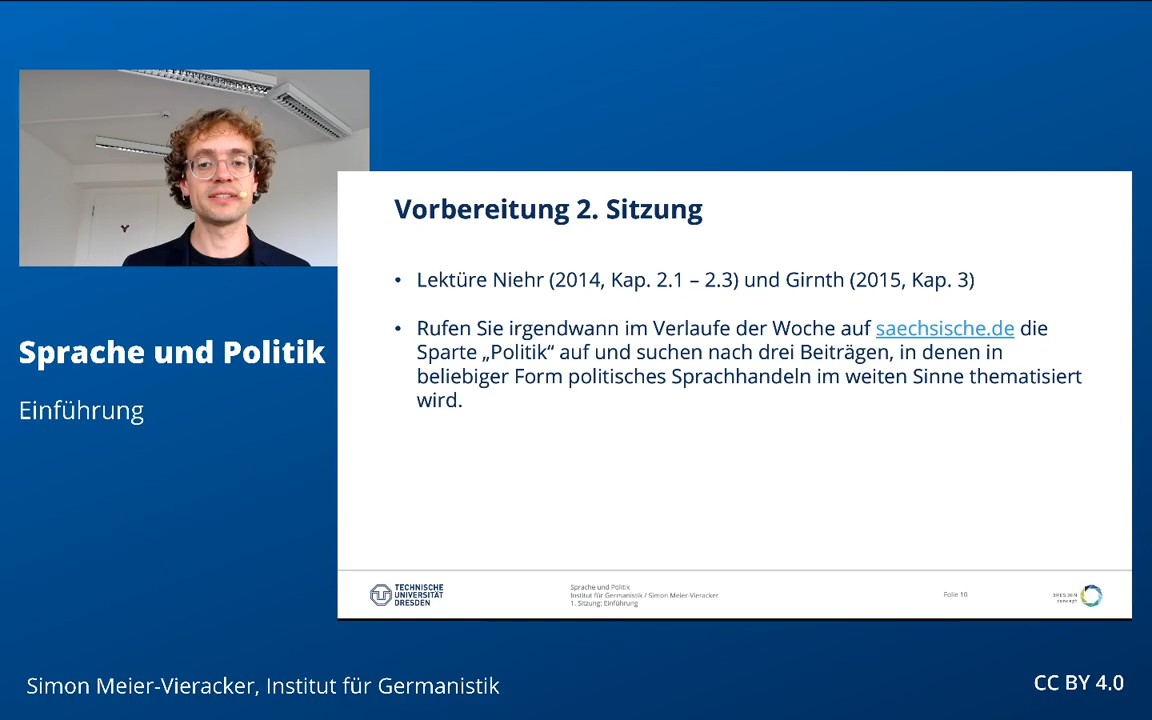 Vorbereitung 2. Sitzung
• Lektüre Niehr (2014, Kap. 2.1 – 2.3) und Girnth (2015, Kap. 3)
• Rufen Sie irgendwann im Verlaufe der Woche auf saechsische.de die
Sparte „Politik“ auf und suchen nach drei Beiträgen, in denen in
beliebiger Form politisches Sprachhandeln im weiten Sinne thematisiert
wird.
Sprache und Politik
Einführung
TECHNISCHE
UNIVERSITÄT
DRESDEN
Sprache und Politik
Institut für Germanistik / Simon Meier-Vieracker
1. Sitzung: Einführung
Folie 10
DRESDEN
concept
Simon Meier-Vieracker, Institut für Germanistik
CC BY 4.0